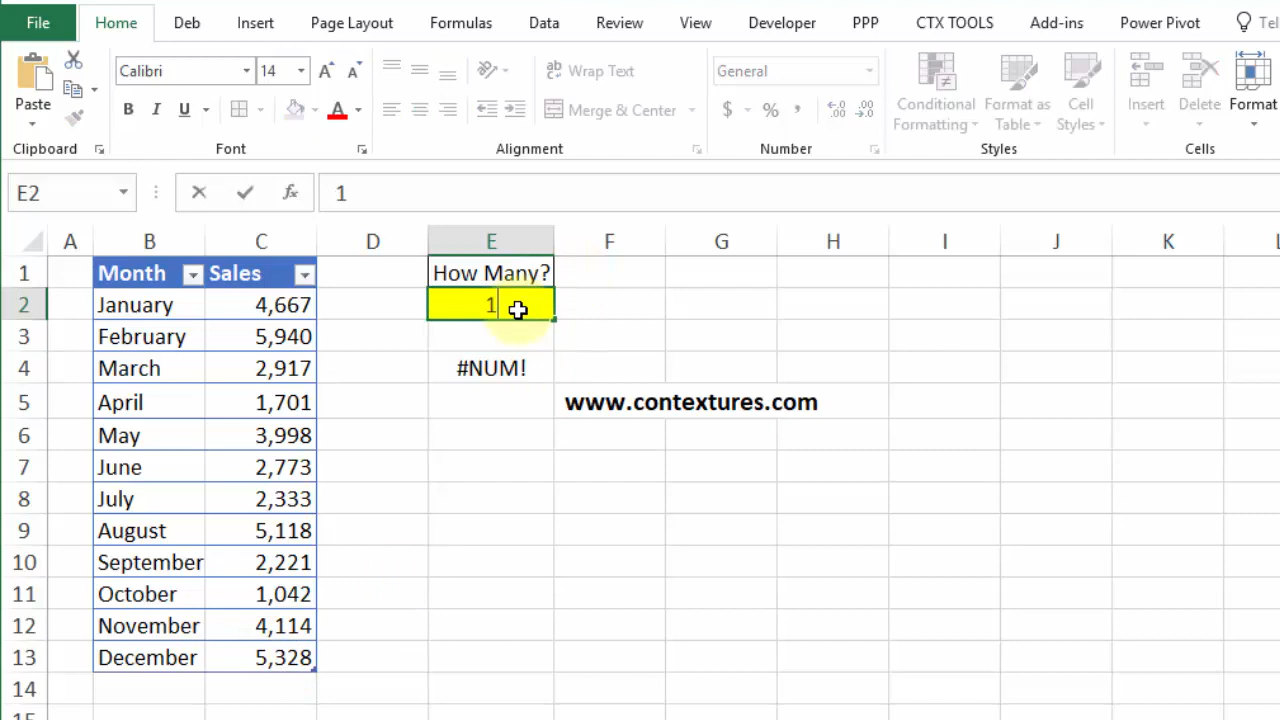 File Home Deb Insert Page Layout Formulas Data Review View Developer PPP CTX TOOLS Add-ins Power Pivot
Calibri 14 Wrap Text General
Paste B I U A Merge & Center $ % , Conditional Formatting Format as Table Cell Styles Insert Delete Format
Clipboard Font Alignment Number Styles Cells
E2 fx 1
A B C D E F G H I J K L
1 Month Sales How Many?
2 January 4,667 1
3 February 5,940
4 March 2,917 #NUM!
5 April 1,701 www.contextures.com
6 May 3,998
7 June 2,773
8 July 2,333
9 August 5,118
10 September 2,221
11 October 1,042
12 November 4,114
13 December 5,328
14